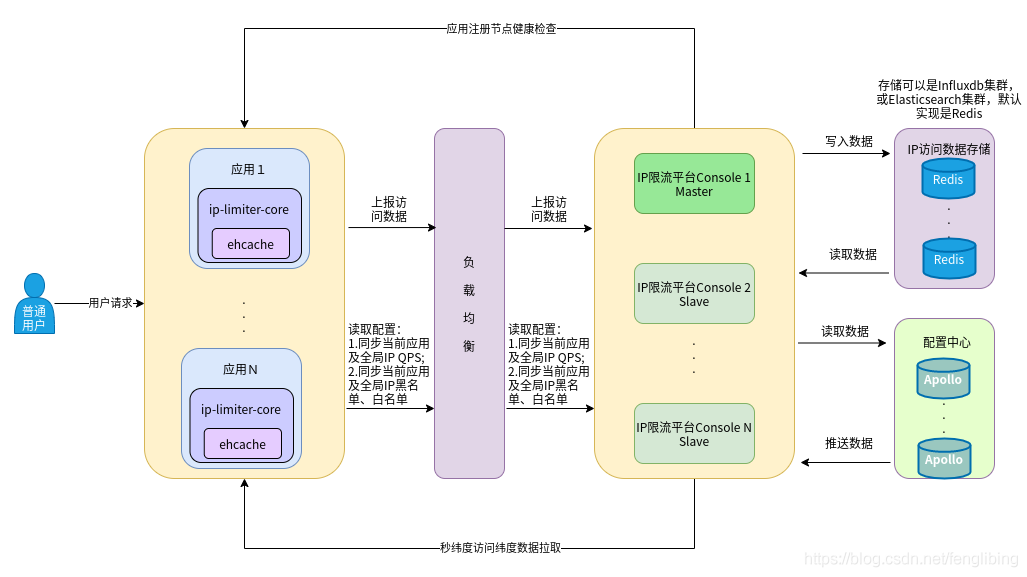 应用注册节点健康检查
存储可以是Influxdb集群,
或Elasticsearch集群，默认
实现是Redis
普通
用户
用户请求
应用１
ip-limiter-core
ehcache
.
.
.
应用Ｎ
ip-limiter-core
ehcache
上报访
问数据
读取配置：
1.同步当前应用
及全局IP QPS;
2.同步当前应用
及全局IP黑名
单、白名单
负
载
均
衡
上报访
问数据
读取配置：
1.同步当前应用
及全局IP QPS;
2.同步当前应用
及全局IP黑名
单、白名单
IP限流平台Console 1
Master
IP限流平台Console 2
Slave
.
.
.
IP限流平台Console N
Slave
写入数据
读取数据
读取数据
推送数据
IP访问数据存储
Redis
.
.
.
Redis
配置中心
Apollo
.
.
.
Apollo
秒纬度访问纬度数据拉取
https://blog.csdn.net/fenglibing